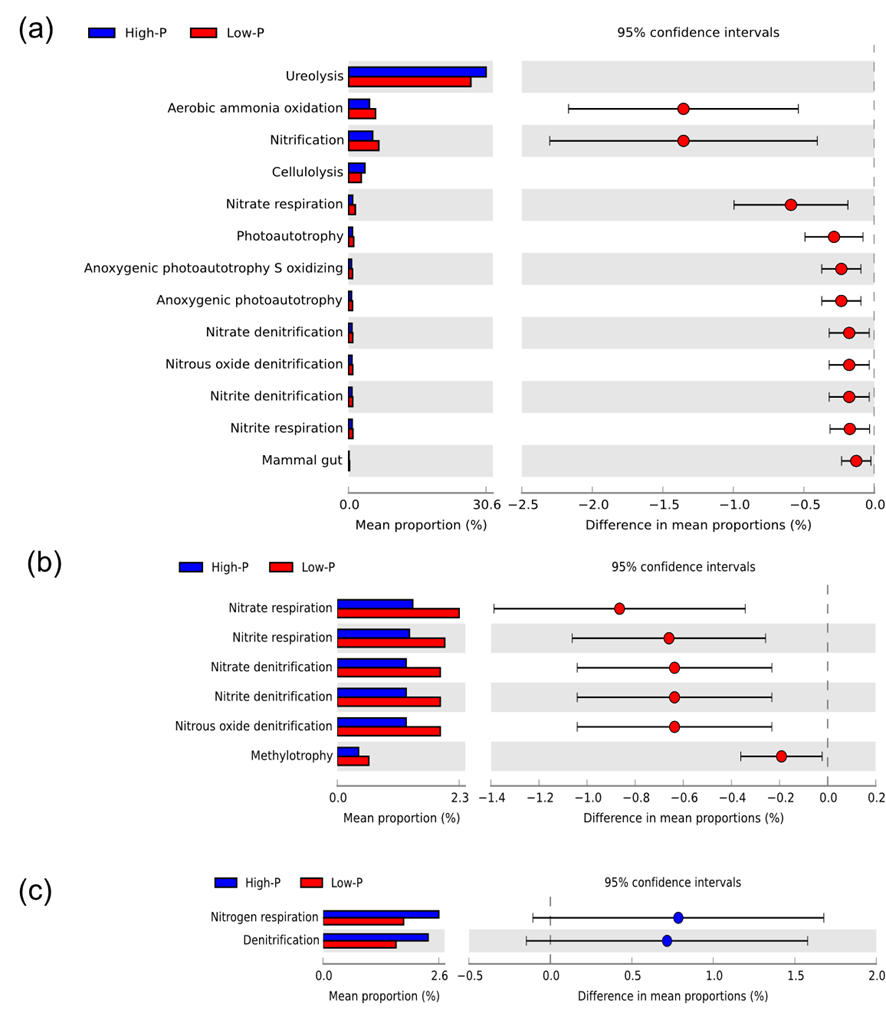 (a)
High-P Low-P 95% confidence intervals
Ureolysis
Aerobic ammonia oxidation
Nitrification
Cellulolysis
Nitrate respiration
Photoautotrophy
Anoxygenic photoautotrophy S oxidizing
Anoxygenic photoautotrophy
Nitrate denitrification
Nitrous oxide denitrification
Nitrite denitrification
Nitrite respiration
Mammal gut
0.0 30.6 −2.5 −2.0 −1.5 −1.0 −0.5 0.0
Mean proportion (%) Difference in mean proportions (%)
(b)
High-P Low-P 95% confidence intervals
Nitrate respiration
Nitrite respiration
Nitrate denitrification
Nitrite denitrification
Nitrous oxide denitrification
Methylotrophy
0.0 2.3 −1.4 −1.2 −1.0 −0.8 −0.6 −0.4 −0.2 0.0 0.2
Mean proportion (%) Difference in mean proportions (%)
(c)
High-P Low-P 95% confidence intervals
Nitrogen respiration
Denitrification
0.0 2.6 −0.5 0.0 0.5 1.0 1.5 2.0
Mean proportion (%) Difference in mean proportions (%)